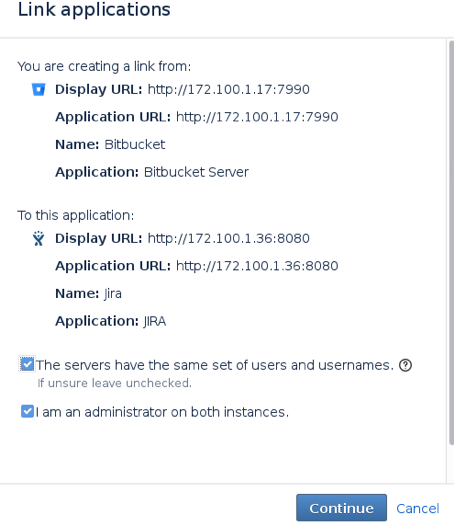 Link applications
You are creating a link from:
Display URL: http://172.100.1.17:7990
Application URL: http://172.100.1.17:7990
Name: Bitbucket
Application: Bitbucket Server
To this application:
Display URL: http://172.100.1.36:8080
Application URL: http://172.100.1.36:8080
Name: Jira
Application: JIRA
The servers have the same set of users and usernames. ?
If unsure leave unchecked.
I am an administrator on both instances.
Continue Cancel